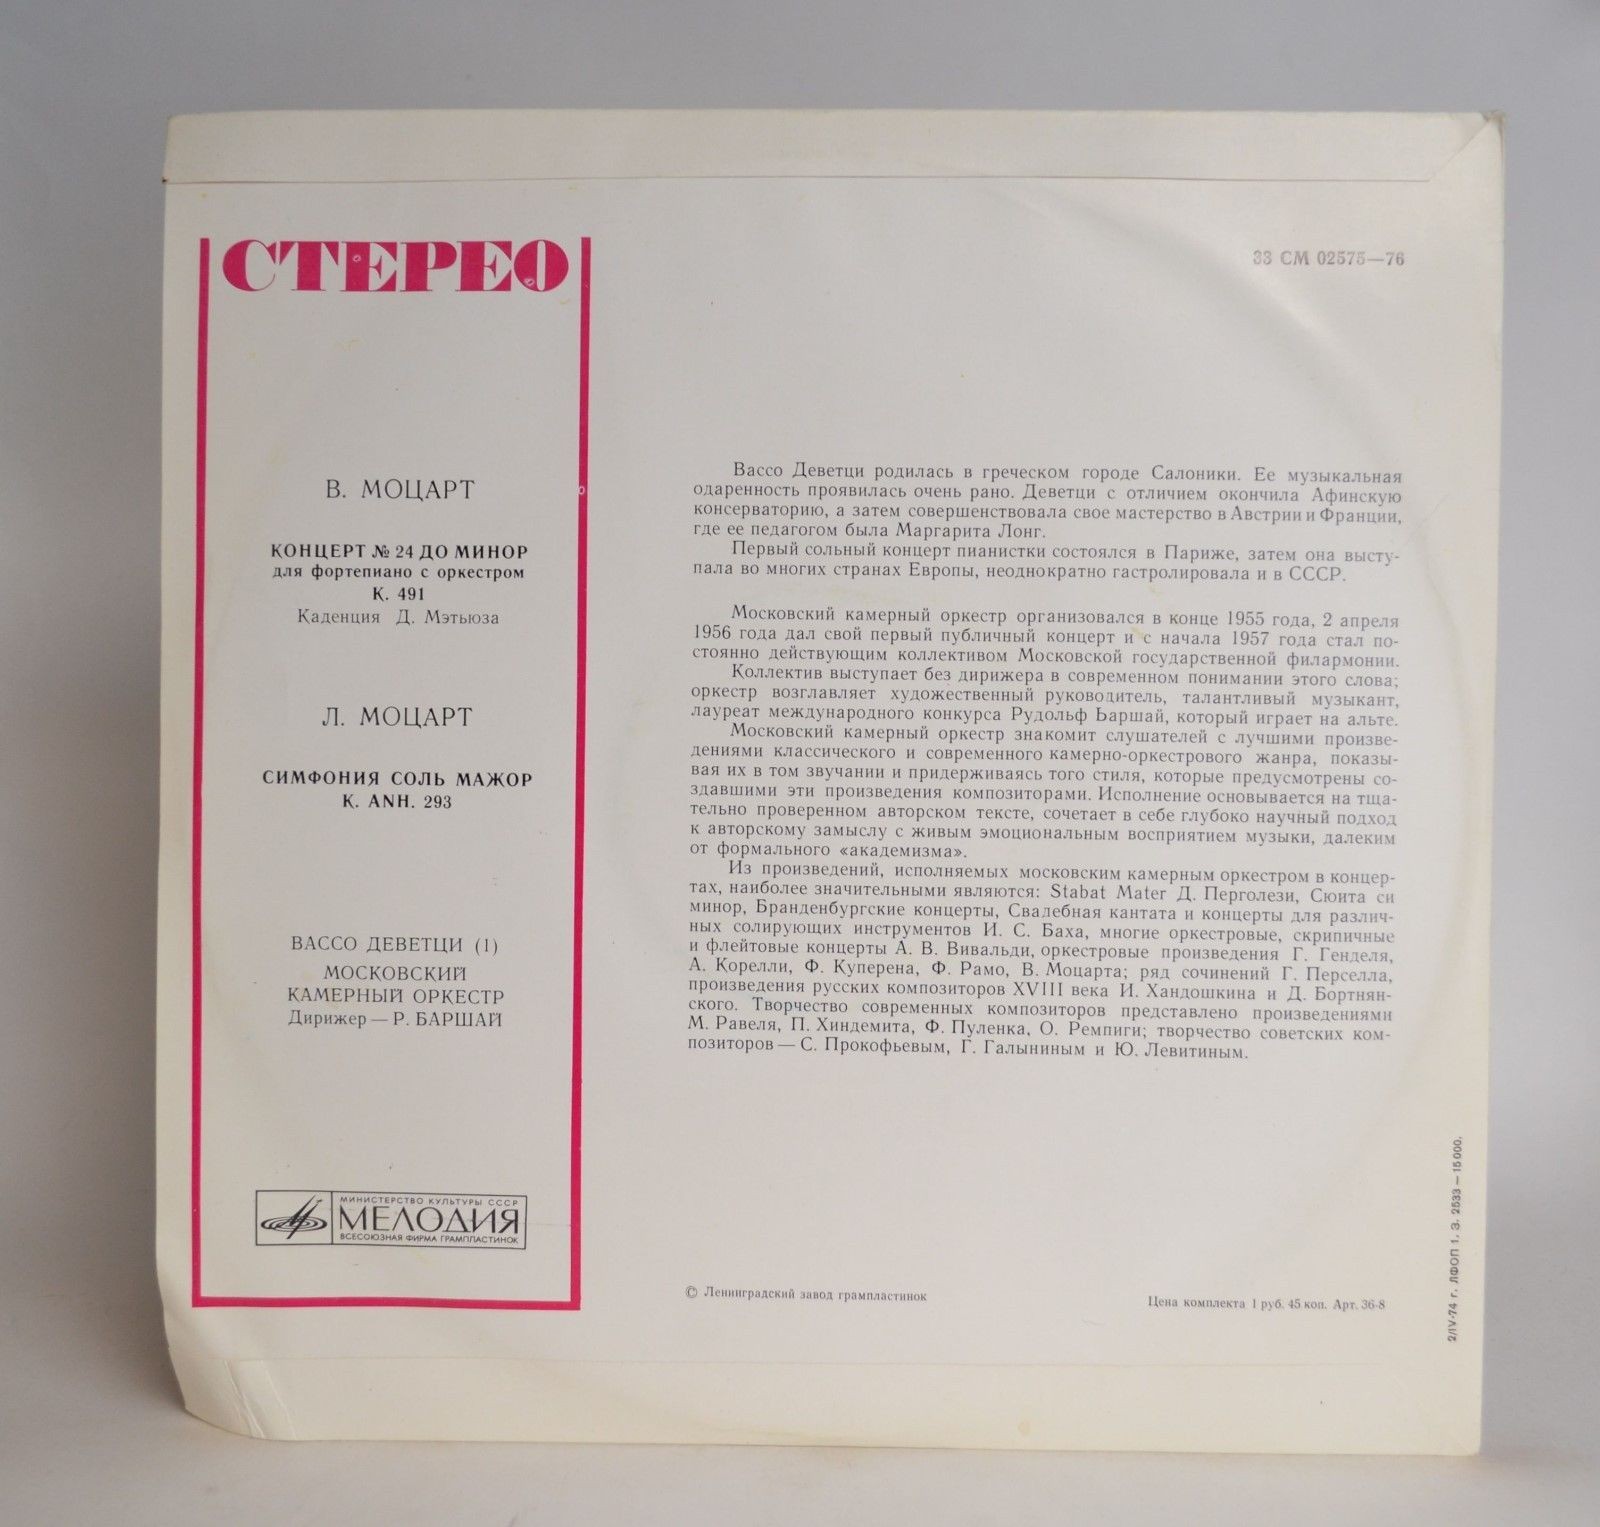 СТЕРЕО
33 СМ 02575—76
В. МОЦАРТ
КОНЦЕРТ № 24 ДО МИНОР
для фортепиано с оркестром
К. 491
Каденция Д. Мэтьюза
Л. МОЦАРТ
СИМФОНИЯ СОЛЬ МАЖОР
К. ANH. 293
ВАССО ДЕВЕТЦИ (1)
МОСКОВСКИЙ
КАМЕРНЫЙ ОРКЕСТР
Дирижер — Р. БАРШАЙ
МИНИСТЕРСТВО КУЛЬТУРЫ СССР
МЕЛОДИЯ
ВСЕСОЮЗНАЯ ФИРМА ГРАМПЛАСТИНОК
Вассо Деветци родилась в греческом городе Салоники. Ее музыкальная
одаренность проявилась очень рано. Деветци с отличием окончила Афинскую
консерваторию, а затем совершенствовала свое мастерство в Австрии и Франции,
где ее педагогом была Маргарита Лонг.
Первый сольный концерт пианистки состоялся в Париже, затем она высту-
пала во многих странах Европы, неоднократно гастролировала и в СССР.
Московский камерный оркестр организовался в конце 1955 года, 2 апреля
1956 года дал свой первый публичный концерт и с начала 1957 года стал по-
стоянно действующим коллективом Московской государственной филармонии.
Коллектив выступает без дирижера в современном понимании этого слова;
оркестр возглавляет художественный руководитель, талантливый музыкант,
лауреат международного конкурса Рудольф Баршай, который играет на альте.
Московский камерный оркестр знакомит слушателей с лучшими произве-
дениями классического и современного камерно-оркестрового жанра, показы-
вая их в том звучании и придерживаясь того стиля, которые предусмотрены со-
здавшими эти произведения композиторами. Исполнение основывается на тща-
тельно проверенном авторском тексте, сочетает в себе глубоко научный подход
к авторскому замыслу с живым эмоциональным восприятием музыки, далеким
от формального «академизма».
Из произведений, исполняемых московским камерным оркестром в концер-
тах, наиболее значительными являются: Stabat Mater Д. Перголези, Сюита си
минор, Бранденбургские концерты, Свадебная кантата и концерты для различ-
ных солирующих инструментов И. С. Баха, многие оркестровые, скрипичные
и флейтовые концерты А. В. Вивальди, оркестровые произведения Г. Генделя,
А. Корелли, Ф. Куперена, Ф. Рамо, В. Моцарта; ряд сочинений Г. Перселла,
произведения русских композиторов XVIII века И. Хандошкина и Д. Бортнян-
ского. Творчество современных композиторов представлено произведениями
М. Равеля, П. Хиндемита, Ф. Пуленка, О. Ремпиги; творчество советских ком-
позиторов — С. Прокофьевым, Г. Галыниным и Ю. Левитиным.
© Ленинградский завод грампластинок
Цена комплекта 1 руб. 45 коп. Арт. 36-8
2/IV-74 г. ЛФОП 1. З. 2533—15000.